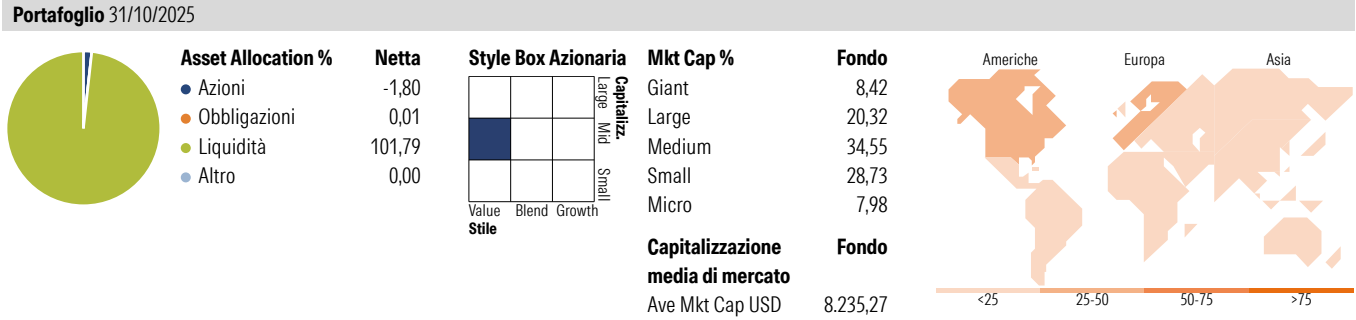 Portafoglio 31/10/2025
Asset Allocation % Netta
Azioni -1,80
Obbligazioni 0,01
Liquidità 101,79
Altro 0,00
Style Box Azionaria
Capitalizz.
Large Mid Small
Value Blend Growth
Stile
Mkt Cap % Fondo
Giant 8,42
Large 20,32
Medium 34,55
Small 28,73
Micro 7,98
Capitalizzazione Fondo
media di mercato
Ave Mkt Cap USD 8.235,27
Americhe Europa Asia
<25 25-50 50-75 >75